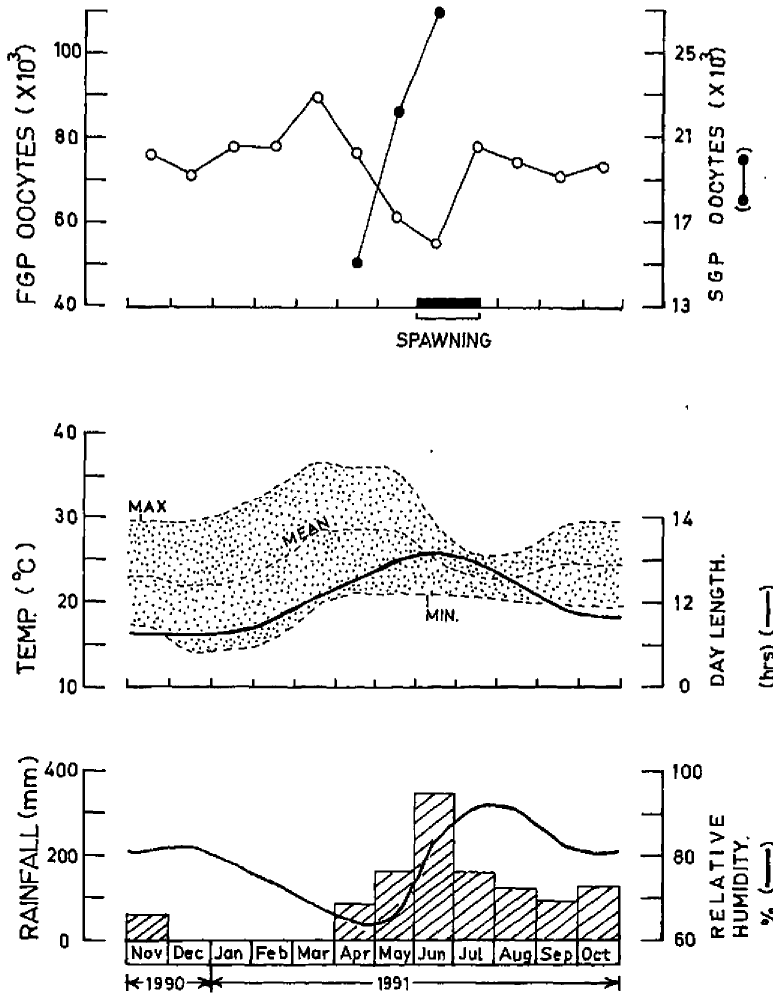 FGP OOCYTES (X10³)
100
80
60
40
25
21
17
13
SGP OOCYTES (X10³)
SPAWNING
TEMP. (°C)
40
30
20
10
MAX
MEAN
MIN.
14
12
0
DAY LENGTH.
(hrs) (—)
RAINFALL (mm)
400
200
0
100
80
60
RELATIVE
HUMIDITY.
% (—)
Nov Dec Jan Feb Mar Apr May Jun Jul Aug Sep Oct
1990 1991